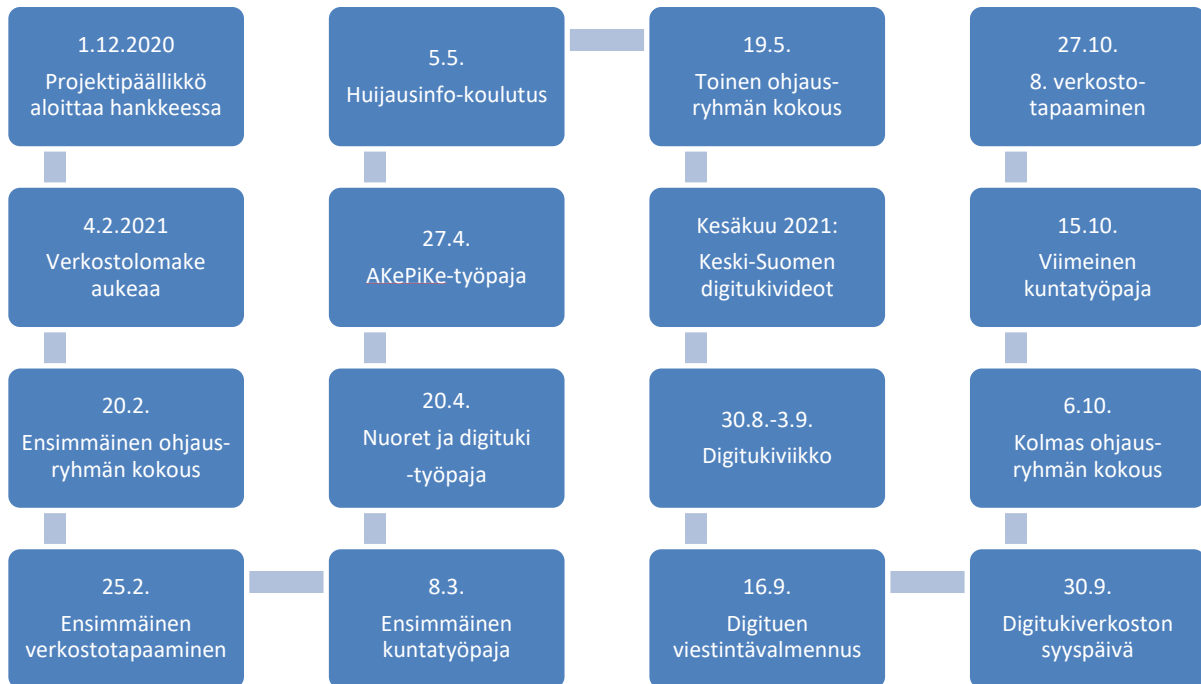 1.12.2020
Projektipäällikkö
aloittaa hankkeessa
4.2.2021
Verkostolomake
aukeaa
20.2.
Ensimmäinen ohjaus-
ryhmän kokous
25.2.
Ensimmäinen
verkostotapaaminen
8.3.
Ensimmäinen
kuntatyöpaja
20.4.
Nuoret ja digituki
-työpaja
27.4.
AKePiKe-työpaja
5.5.
Huijausinfo-koulutus
19.5.
Toinen ohjaus-
ryhmän kokous
Kesäkuu 2021:
Keski-Suomen
digitukivideot
30.8.-3.9.
Digitukiviikko
16.9.
Digituen
viestintävalmennus
30.9.
Digitukiverkoston
syyspäivä
6.10.
Kolmas ohjaus-
ryhmän kokous
15.10.
Viimeinen
kuntatyöpaja
27.10.
8. verkosto-
tapaaminen